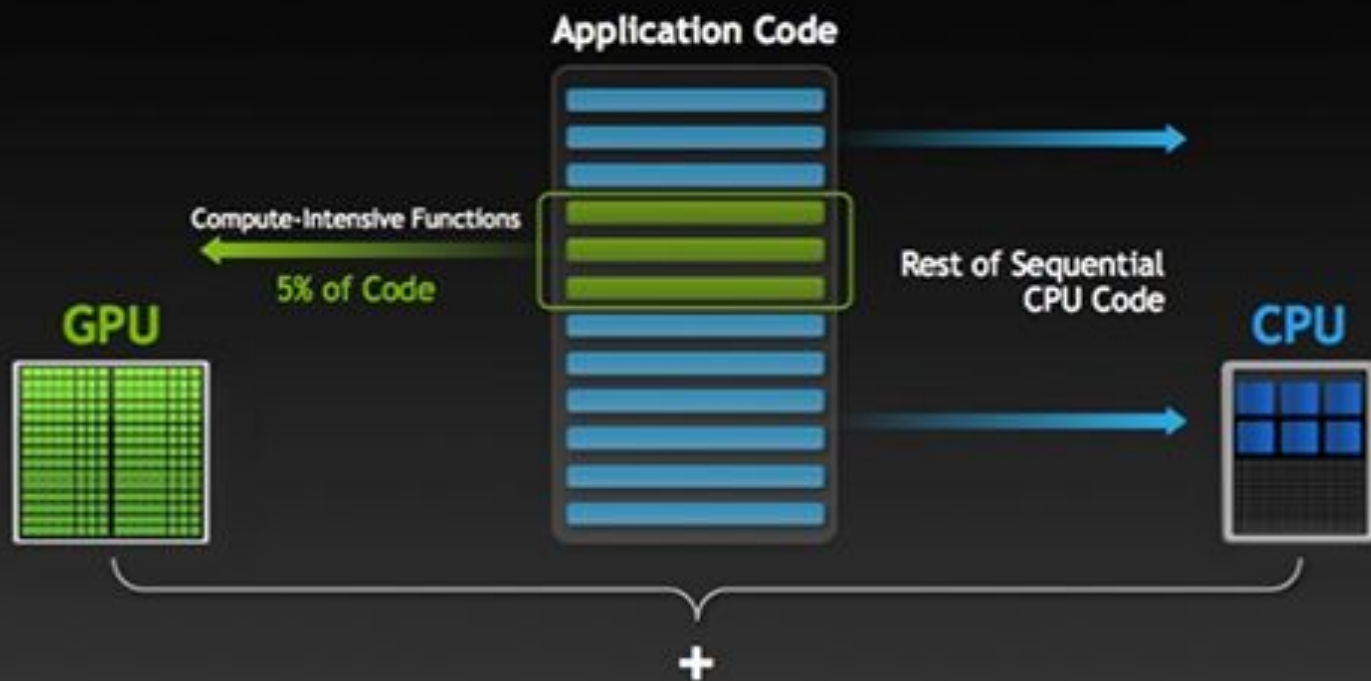 Application Code
Compute-Intensive Functions
5% of Code
Rest of Sequential
CPU Code
GPU
CPU
+